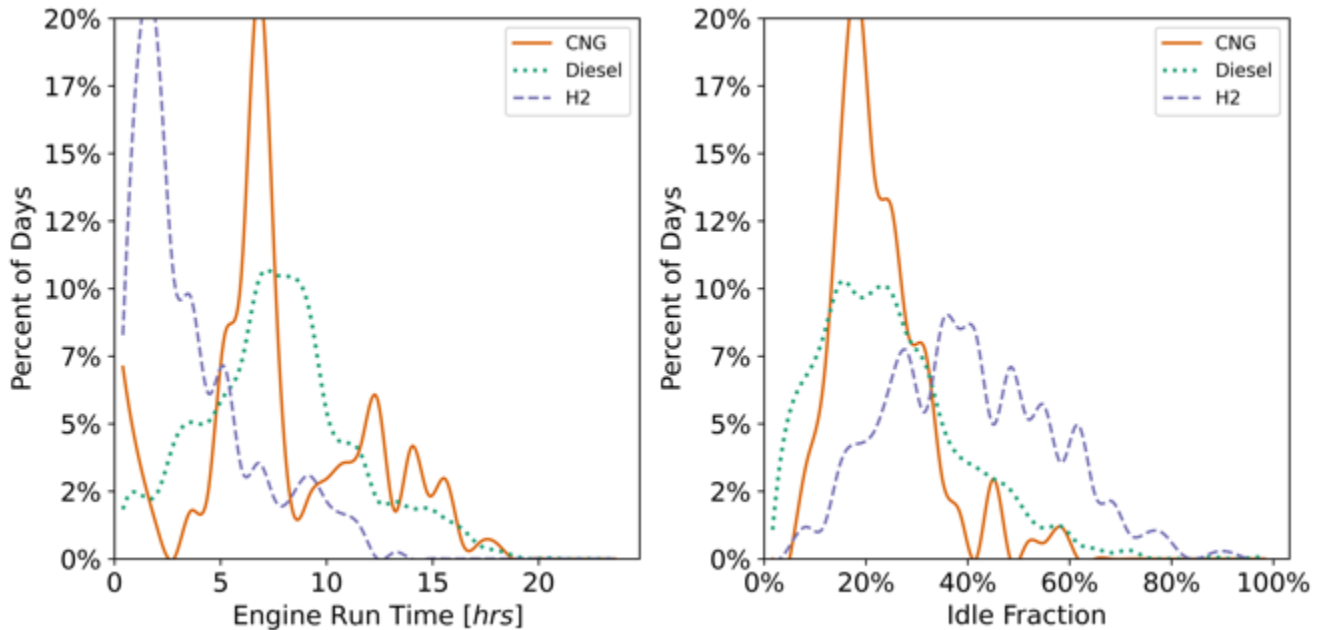 20%
17%
15%
12%
10%
7%
5%
2%
0%
Percent of Days
0
5
10
15
20
Engine Run Time [hrs]
CNG
Diesel
H2
20%
17%
15%
12%
10%
7%
5%
2%
0%
Percent of Days
0%
20%
40%
60%
80%
100%
Idle Fraction
CNG
Diesel
H2